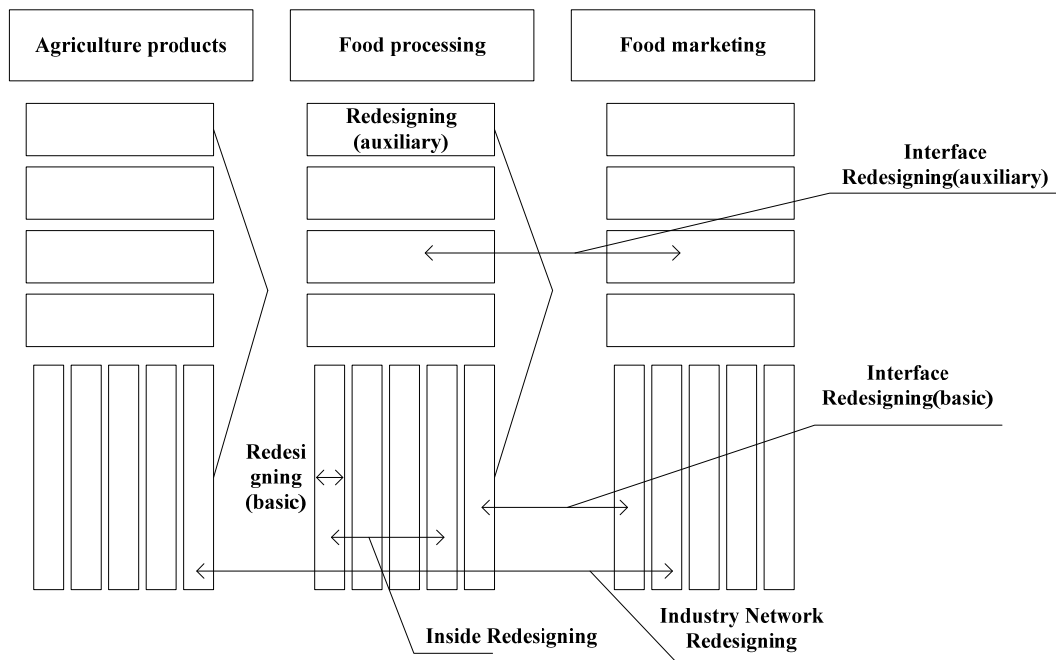 Agriculture products
Food processing
Food marketing
Redesigning
(auxiliary)
Interface
Redesigning(auxiliary)
Interface
Redesigning(basic)
Redesi
gning
(basic)
Inside Redesigning
Industry Network
Redesigning